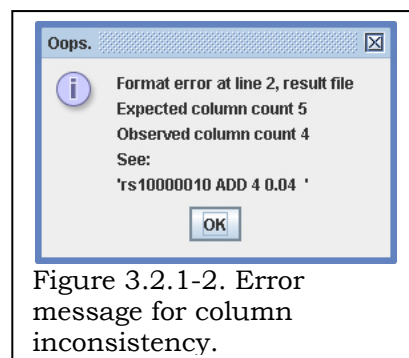 Oops.
Format error at line 2, result file
Expected column count 5
Observed column count 4
See:
'rs10000010 ADD 4 0.04 '
OK
Figure 3.2.1-2. Error
message for column
inconsistency.